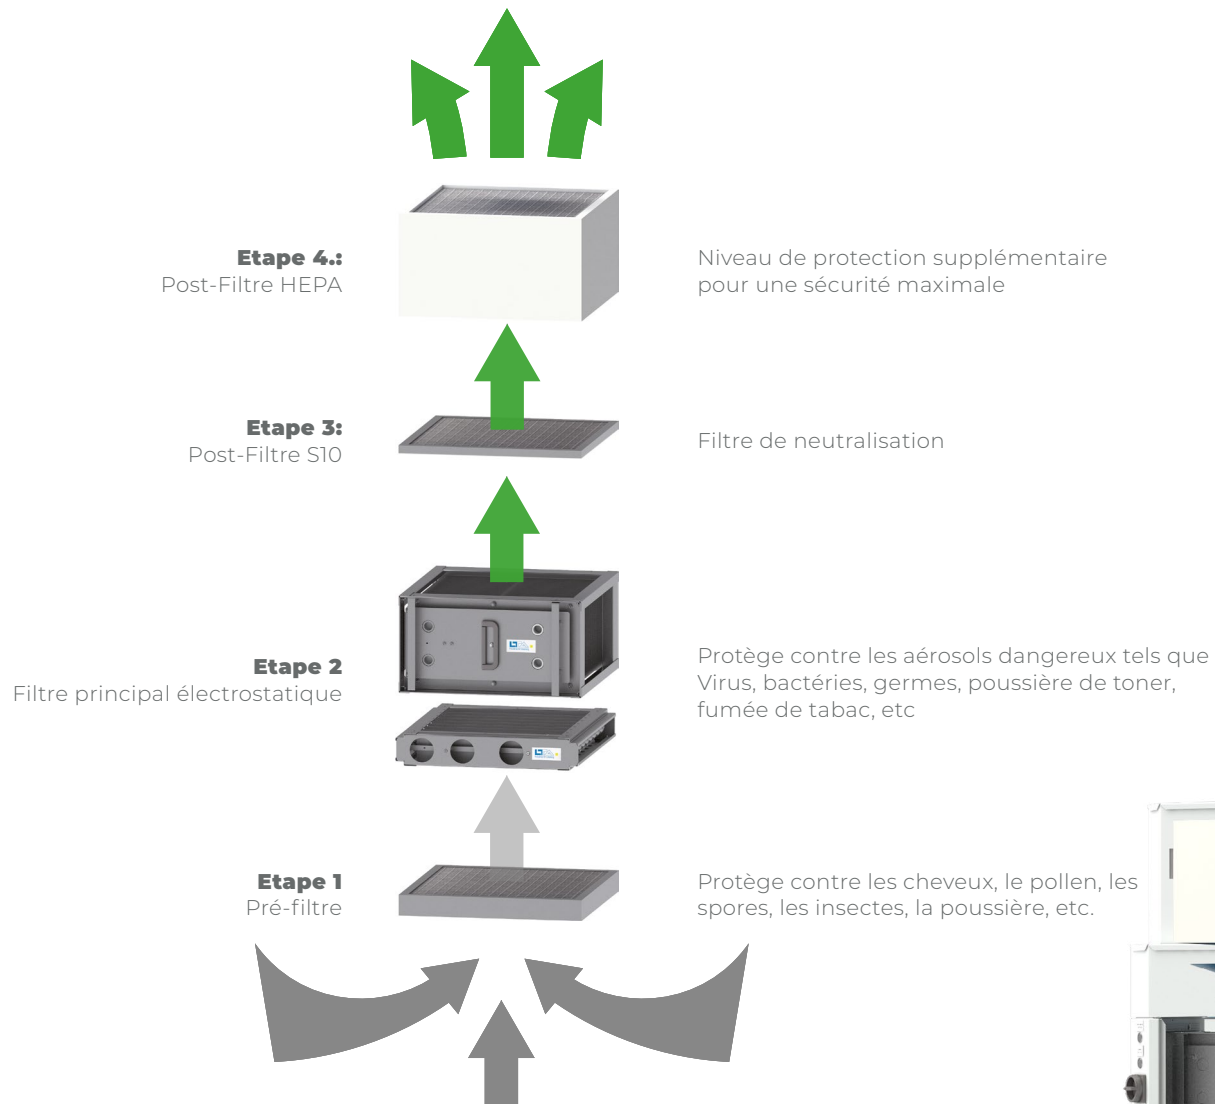 Etape 4.:
Post-Filtre HEPA
Niveau de protection supplémentaire
pour une sécurité maximale
Etape 3:
Post-Filtre S10
Filtre de neutralisation
Etape 2
Filtre principal électrostatique
Protège contre les aérosols dangereux tels que
Virus, bactéries, germes, poussière de toner,
fumée de tabac, etc
Etape 1
Pré-filtre
Protège contre les cheveux, le pollen, les
spores, les insectes, la poussière, etc.